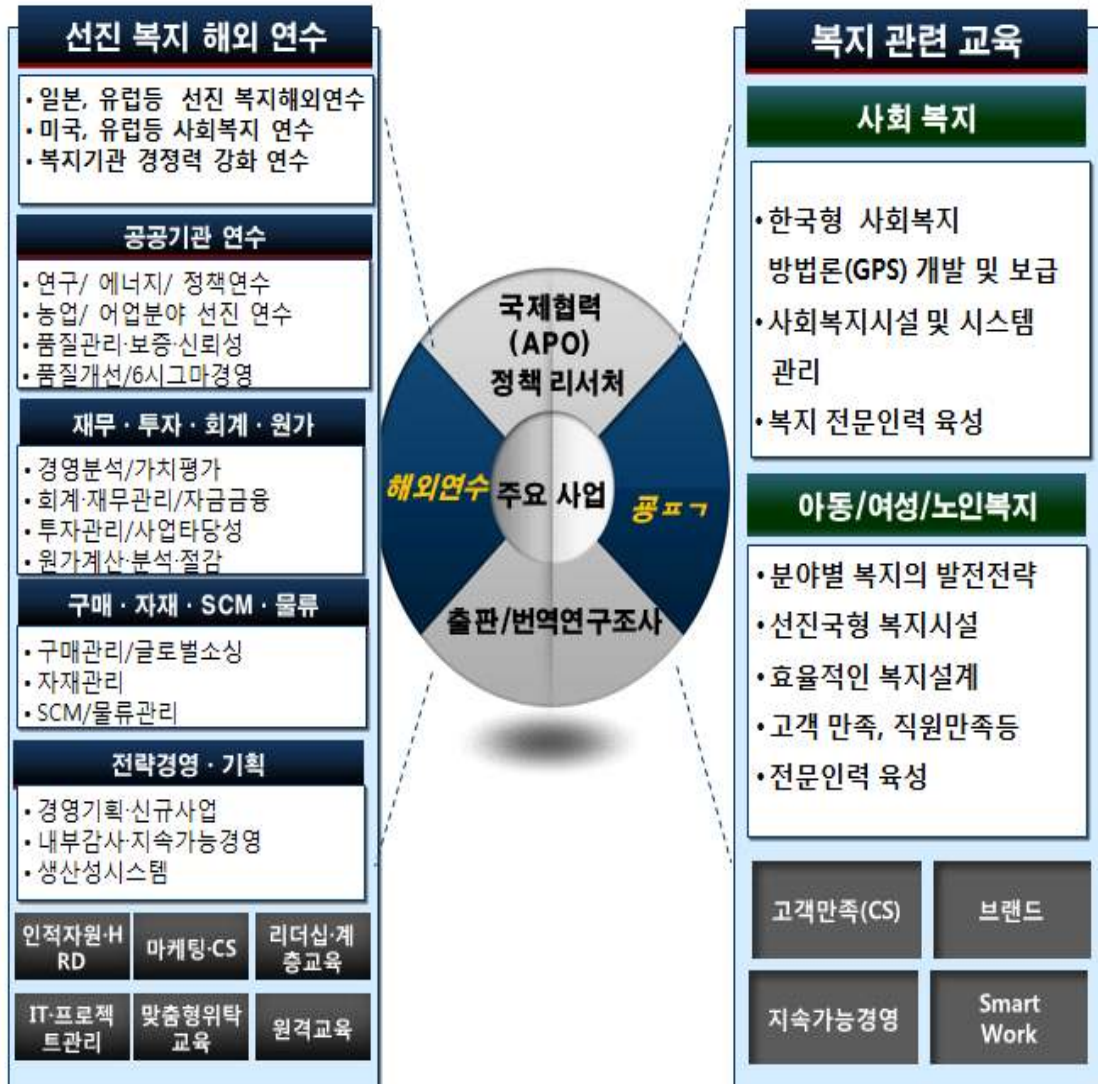 선진 복지 해외 연수
• 일본, 유럽등 선진 복지해외연수
• 미국, 유럽등 사회복지 연수
• 복지기관 경쟁력 강화 연수
공공기관 연수
• 연구/ 에너지/ 정책연수
• 농업/ 어업분야 선진 연수
• 품질관리·보증·신뢰성
• 품질개선/6시그마경영
재무 · 투자 · 회계 · 원가
• 경영분석/가치평가
• 회계·재무관리/자금금융
• 투자관리/사업타당성
• 원가계산·분석·절감
구매 · 자재 · SCM · 물류
• 구매관리/글로벌소싱
• 자재관리
• SCM/물류관리
전략경영 · 기획
• 경영기획·신규사업
• 내부감사·지속가능경영
• 생산성시스템
인적자원·H
RD
마케팅·CS
리더십·계
층교육
IT·프로젝
트관리
맞춤형위탁
교육
원격교육
국제협력
(APO)
정책 리서처
해외연수
주요 사업
출판/번역연구조사
복지 관련 교육
사회 복지
• 한국형 사회복지
방법론(GPS) 개발 및 보급
• 사회복지시설 및 시스템
관리
• 복지 전문인력 육성
아동/여성/노인복지
• 분야별 복지의 발전전략
• 선진국형 복지시설
• 효율적인 복지설계
• 고객 만족, 직원만족등
• 전문인력 육성
고객만족(CS)
브랜드
지속가능경영
Smart
Work